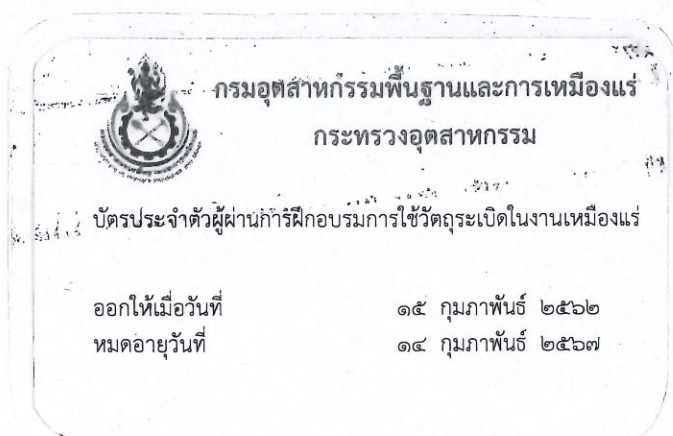 กรมอุตสาหกรรมพื้นฐานและการเหมืองแร่
กระทรวงอุตสาหกรรม
บัตรประจำตัวผู้ผ่านการฝึกอบรมการใช้วัตถุระเบิดในงานเหมืองแร่
ออกให้เมื่อวันที่ ๑๕ กุมภาพันธ์ ๒๕๖๒
หมดอายุวันที่ ๑๔ กุมภาพันธ์ ๒๕๖๗